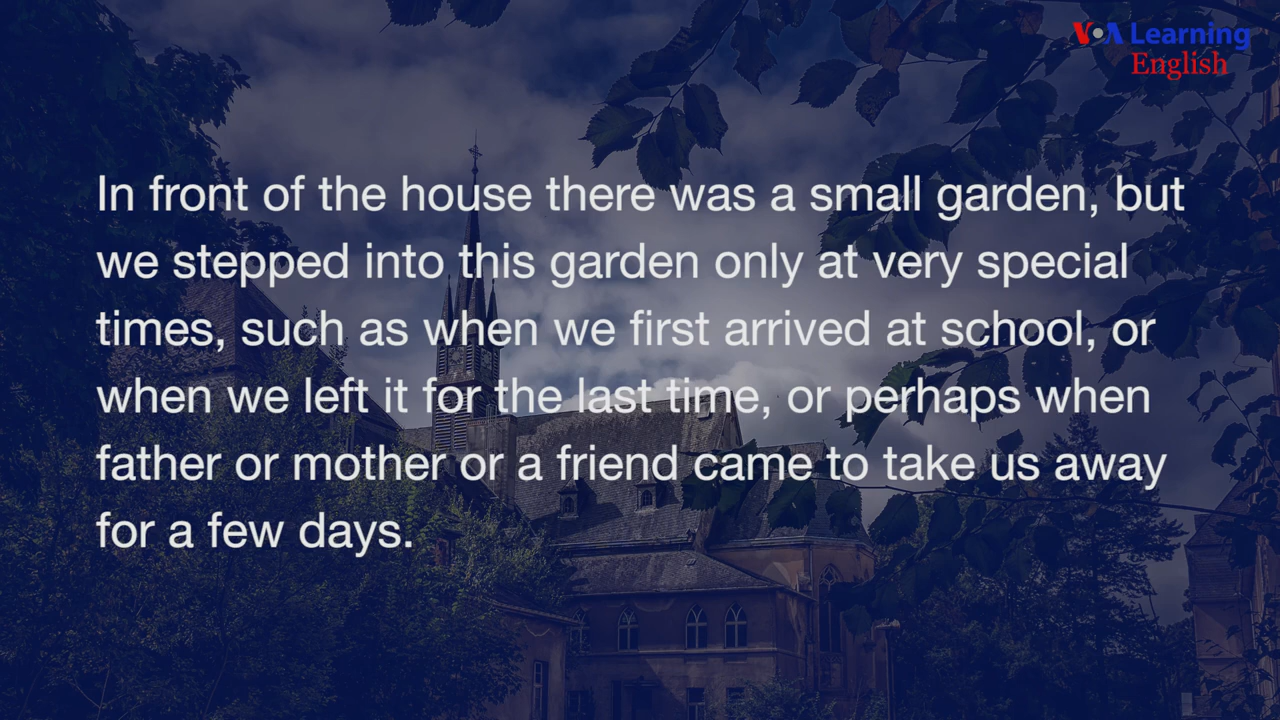 VOA Learning
English
In front of the house there was a small garden, but
we stepped into this garden only at very special
times, such as when we first arrived at school, or
when we left it for the last time, or perhaps when
father or mother or a friend came to take us away
for a few days.